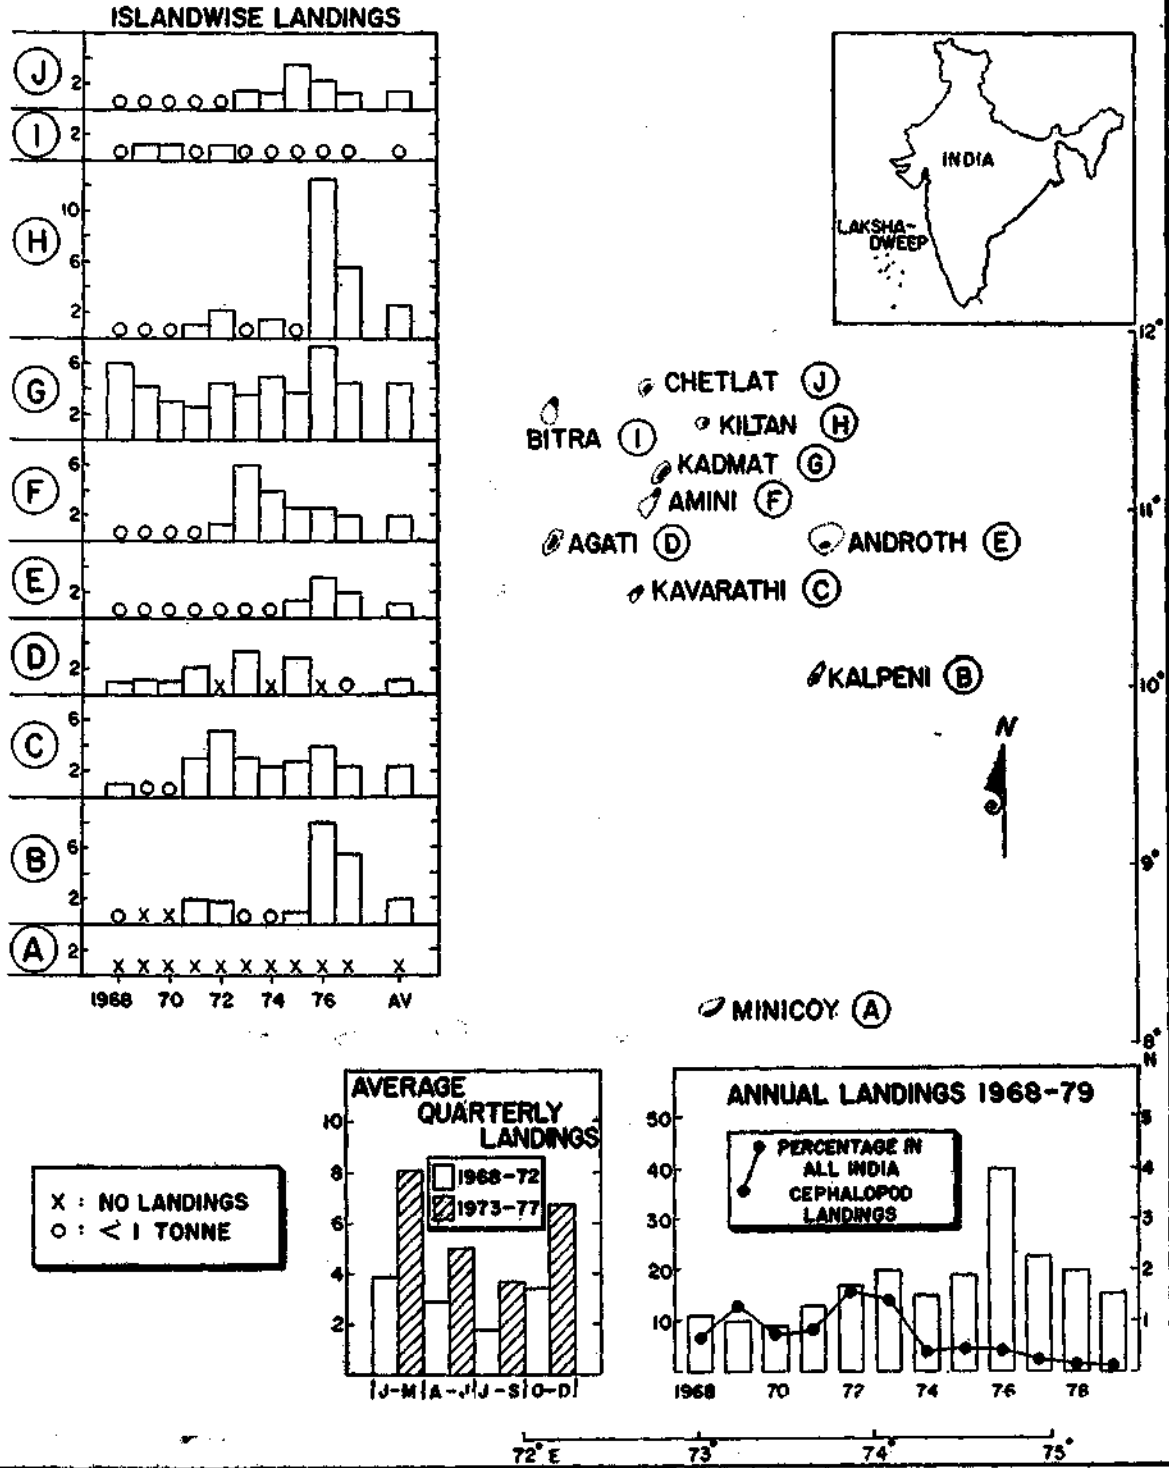 ISLANDWISE LANDINGS
J 2
I 2
H 10
6
2
G 6
2
F 6
2
E 2
D 2
C 6
2
B 6
2
A 2
1968 70 72 74 76 AV
INDIA
LAKSHA-
DWEEP
12°
CHETLAT J
BITRA I
KILTAN H
KADMAT G
AMINI F
11°
AGATI D
ANDROTH E
KAVARATHI C
KALPENI B
10°
N
9°
MINICOY A
8°
N
X : NO LANDINGS
O : < 1 TONNE
AVERAGE
QUARTERLY
LANDINGS
1968-72
1973-77
10
8
6
4
2
J-M A-J J-S O-D
ANNUAL LANDINGS 1968-79
PERCENTAGE IN
ALL INDIA
CEPHALOPOD
LANDINGS
50 5
40 4
30 3
20 2
10 1
1968 70 72 74 76 78
72° E 73° 74° 75°